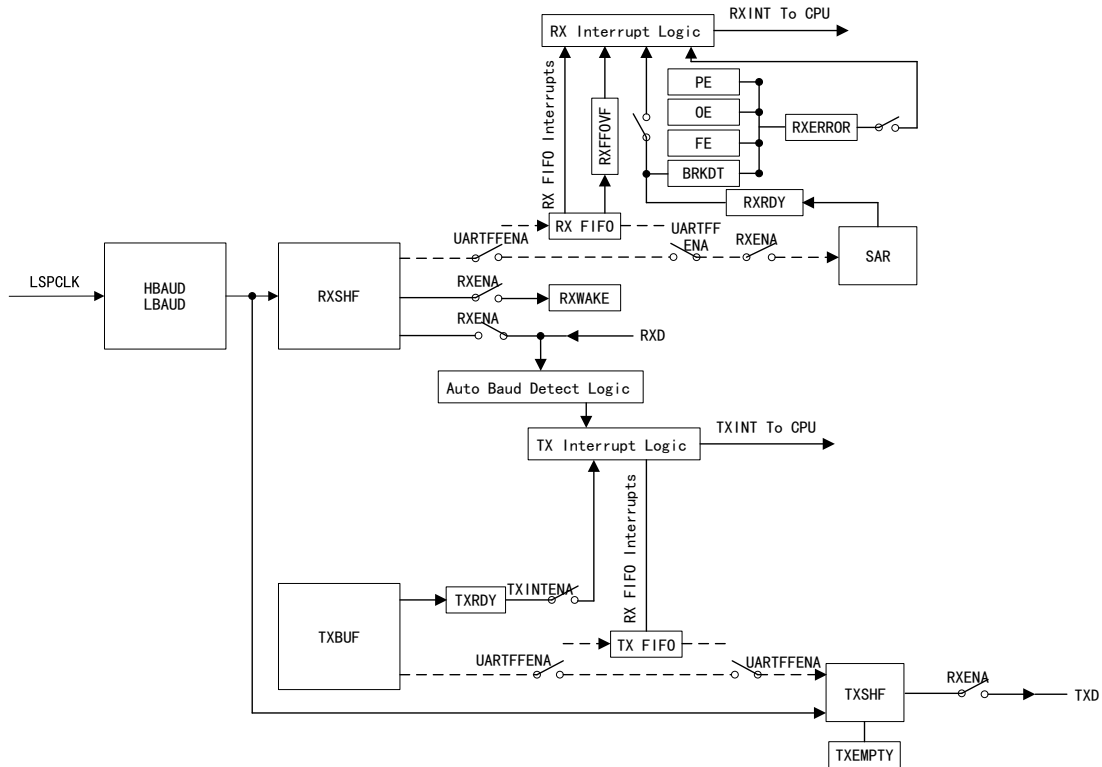 RXINT To CPU
RX Interrupt Logic
RX FIFO Interrupts
RXFFOVF
PE
OE
FE
BRKDT
RXERROR
RXRDY
RX FIFO
UARTFFENA
UARTFF
ENA
RXENA
SAR
LSPCLK
HBAUD
LBAUD
RXSHF
RXENA
RXWAKE
RXENA
RXD
Auto Baud Detect Logic
TX Interrupt Logic
TXINT To CPU
RX FIFO Interrupts
TXBUF
TXRDY
TXINTENA
TX FIFO
UARTFFENA
UARTFFENA
TXSHF
RXENA
TXD
TXEMPTY